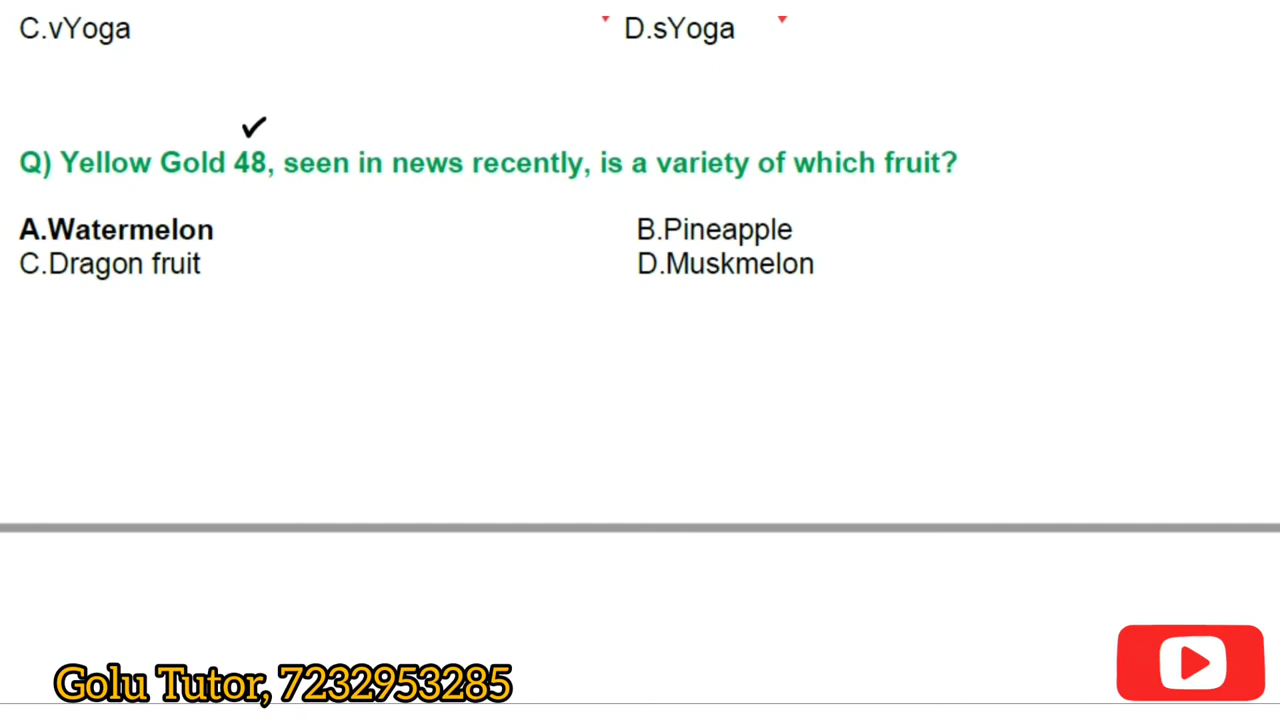 C.vYoga D.sYoga
Q) Yellow Gold 48, seen in news recently, is a variety of which fruit?
A.Watermelon B.Pineapple
C.Dragon fruit D.Muskmelon
Golu Tutor, 7232953285